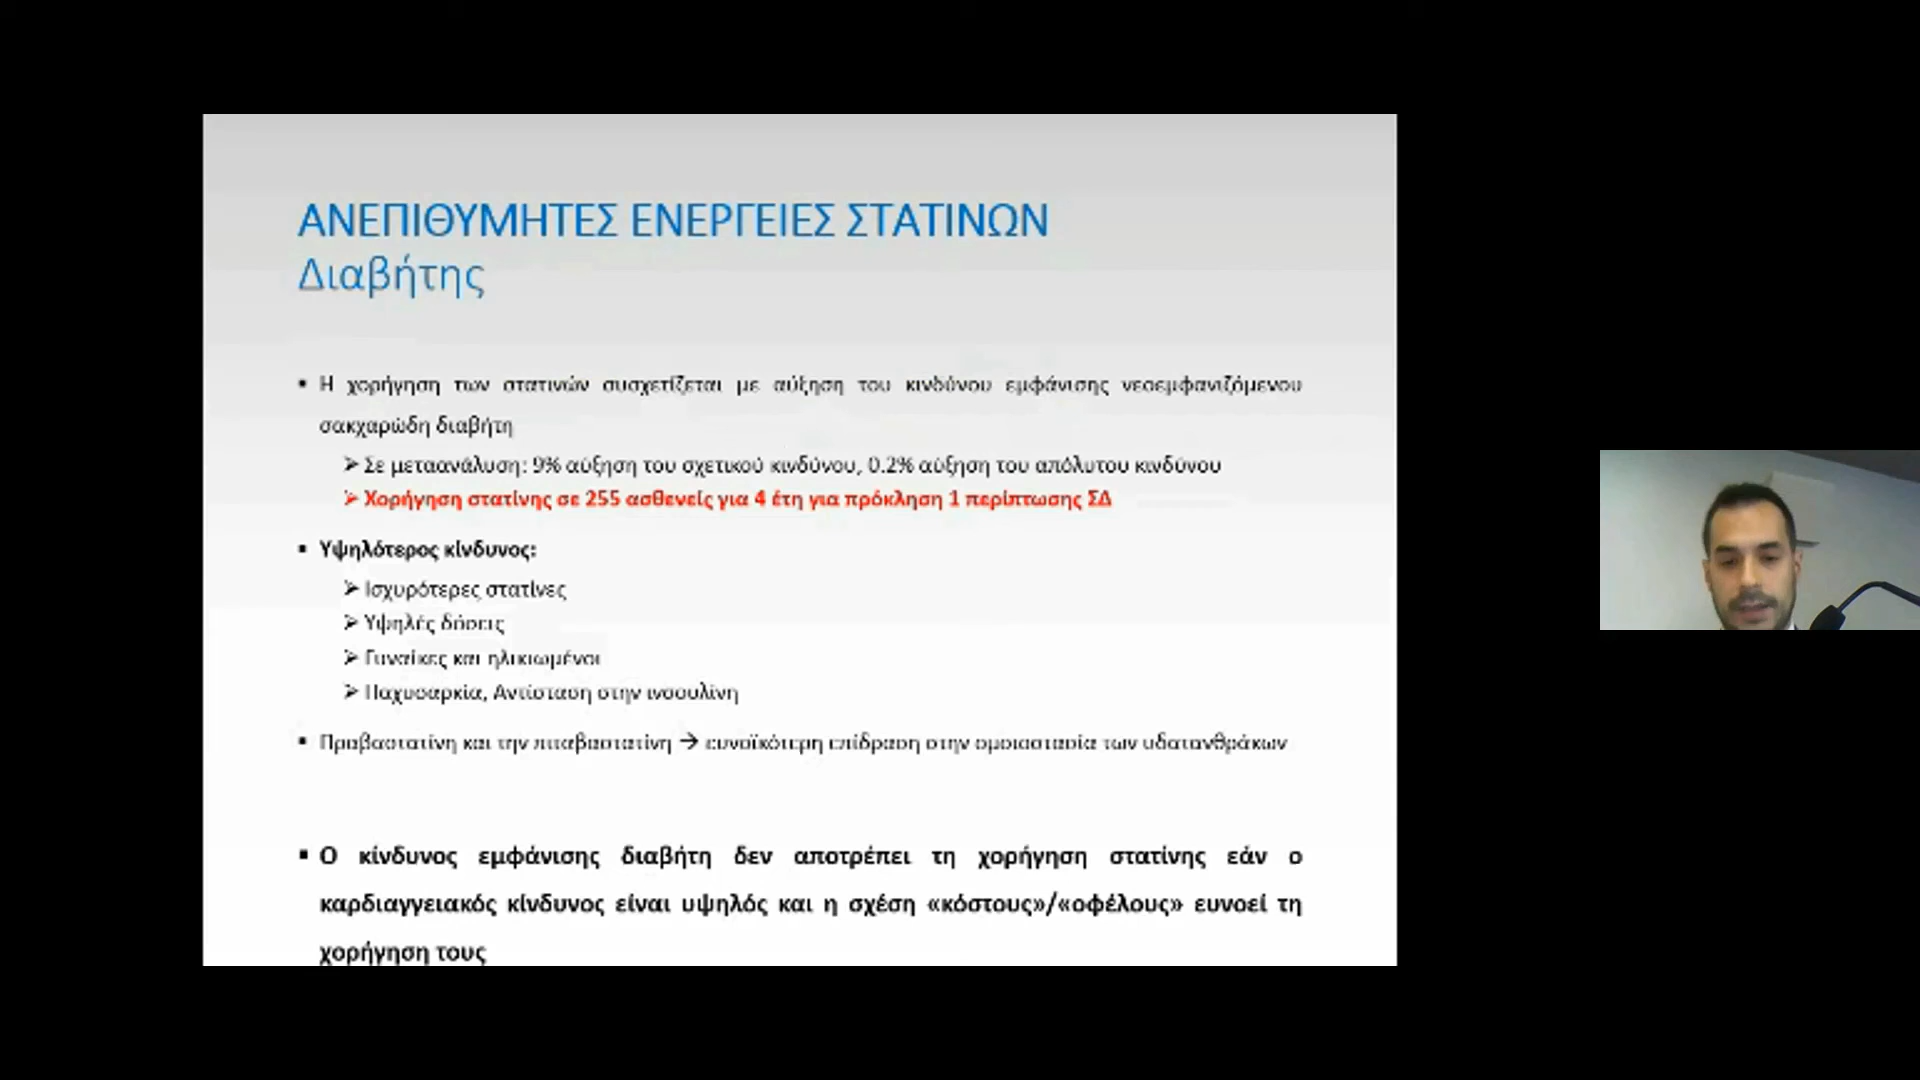 ΑΝΕΠΙΘΥΜΗΤΕΣ ΕΝΕΡΓΕΙΕΣ ΣΤΑΤΙΝΩΝ
Διαβήτης
▪ Η χορήγηση των στατινών συσχετίζεται με αύξηση του κινδύνου εμφάνισης νεοεμφανιζόμενου
σακχαρώδη διαβήτη
➢ Σε μετaανάλυση: 9% αύξηση του σχετικού κινδύνου, 0.2% αύξηση του απόλυτου κινδύνου
➢ Χορήγηση στατίνης σε 255 ασθενείς για 4 έτη για πρόκληση 1 περίπτωσης ΣΔ
▪ Υψηλότερος κίνδυνος:
➢ Ισχυρότερες στατίνες
➢ Υψηλές δόσεις
➢ Γυναίκες και ηλικιωμένοι
➢ Παχυσαρκία, Αντίσταση στην ινσουλίνη
▪ Πραβαστατίνη και την πιταβαστατίνη → ευνοϊκότερη επίδραση στην ομοιοστασία των υδατανθράκων
▪ Ο κίνδυνος εμφάνισης διαβήτη δεν αποτρέπει τη χορήγηση στατίνης εάν ο
καρδιαγγειακός κίνδυνος είναι υψηλός και η σχέση «κόστους»/«οφέλους» ευνοεί τη
χορήγηση τους